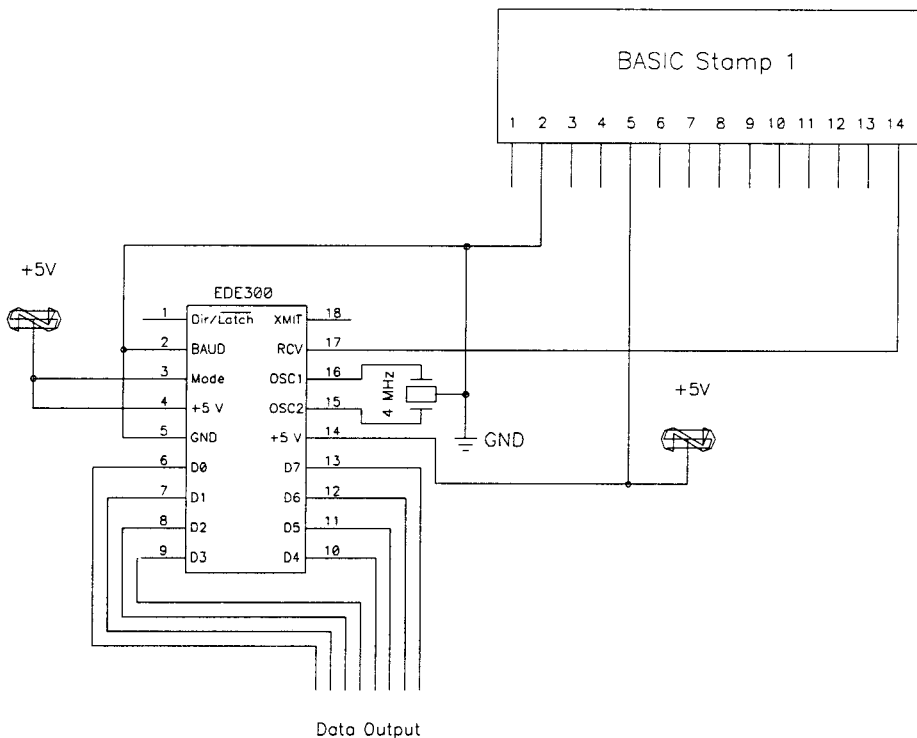 BASIC Stamp 1
1 2 3 4 5 6 7 8 9 10 11 12 13 14
+5V
EDE300
1 Dir/Latch XMIT 18
2 BAUD RCV 17
3 Mode OSC1 16
4 +5 V OSC2 15
5 GND +5 V 14
6 D0 D7 13
7 D1 D6 12
8 D2 D5 11
9 D3 D4 10
4 MHz
GND
+5V
Data Output